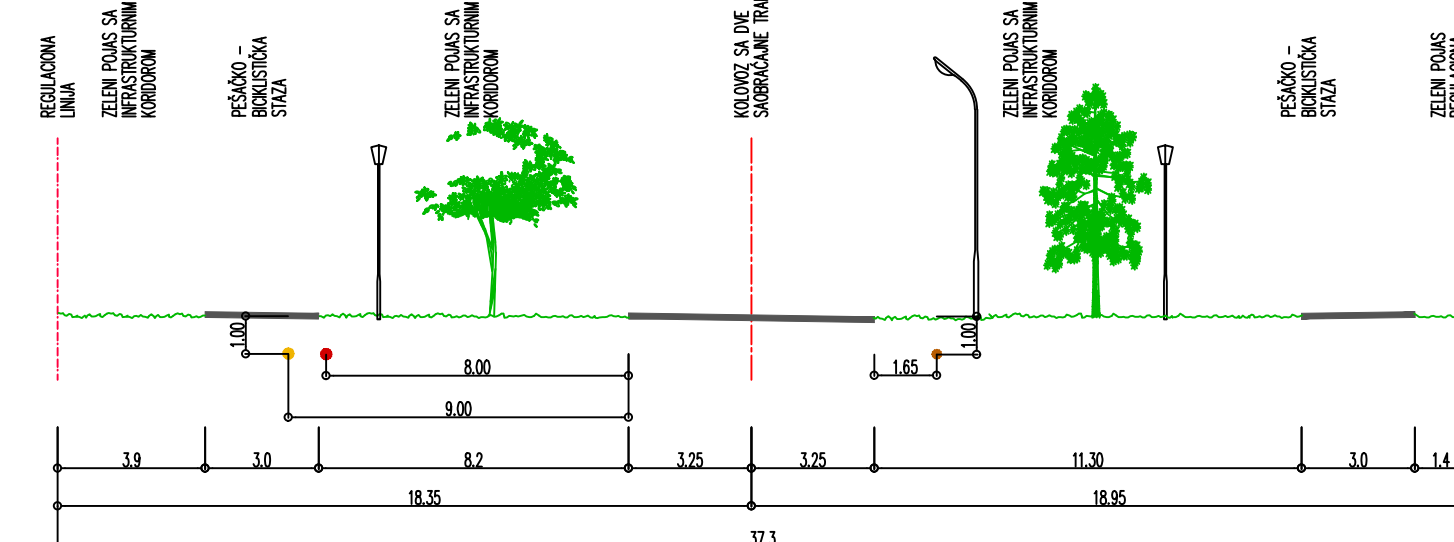 REGULACIONA
LINIJA
ZELENI POJAS SA
INFRASTRUKTURNIM
KORIDOROM
PEŠAČKO -
BICIKLISTIČKA
STAZA
ZELENI POJAS SA
INFRASTRUKTURNIM
KORIDOROM
KOLOVOZ SA DVE
SAOBRAĆAJNE
ZELENI POJAS SA
INFRASTRUKTURNIM
KORIDOROM
PEŠAČKO -
BICIKLISTIČKA
STAZA
ZELENI POJAS
1.00
1.00
8.00
1.65
9.00
3.9
3.0
8.2
3.25
3.25
11.30
3.0
1.4
18.35
18.95
37.3